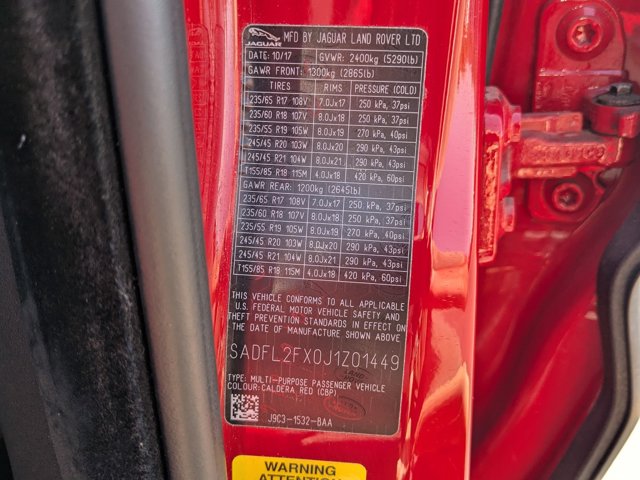 JAGUAR
MFD BY JAGUAR LAND ROVER LTD
DATE: 10/17 GVWR: 2400kg (5290lb)
GAWR FRONT: 1300kg (2865lb)
TIRES RIMS PRESSURE (COLD)
235/65 R17 108V 7.0Jx17 250 kPa, 37psi
235/60 R18 107V 8.0Jx18 250 kPa, 37psi
235/55 R19 105W 8.0Jx19 270 kPa, 40psi
245/45 R20 103W 8.0Jx20 290 kPa, 43psi
245/45 R21 104W 8.0Jx21 290 kPa, 43psi
T155/85 R18 115M 4.0Jx18 420 kPa, 60psi
GAWR REAR: 1200kg (2645lb)
235/65 R17 108V 7.0Jx17 250 kPa, 37psi
235/60 R18 107V 8.0Jx18 250 kPa, 37psi
235/55 R19 105W 8.0Jx19 270 kPa, 40psi
245/45 R20 103W 8.0Jx20 290 kPa, 43psi
245/45 R21 104W 8.0Jx21 290 kPa, 43psi
T155/85 R18 115M 4.0Jx18 420 kPa, 60psi
THIS VEHICLE CONFORMS TO ALL APPLICABLE
U.S. FEDERAL MOTOR VEHICLE SAFETY AND
THEFT PREVENTION STANDARDS IN EFFECT ON
THE DATE OF MANUFACTURE SHOWN ABOVE
SADFL2FX0J1Z01449
TYPE: MULTI-PURPOSE PASSENGER VEHICLE
COLOUR:CALDERA RED (CBP)
J9C3-1532-BAA
WARNING
ATTENTION